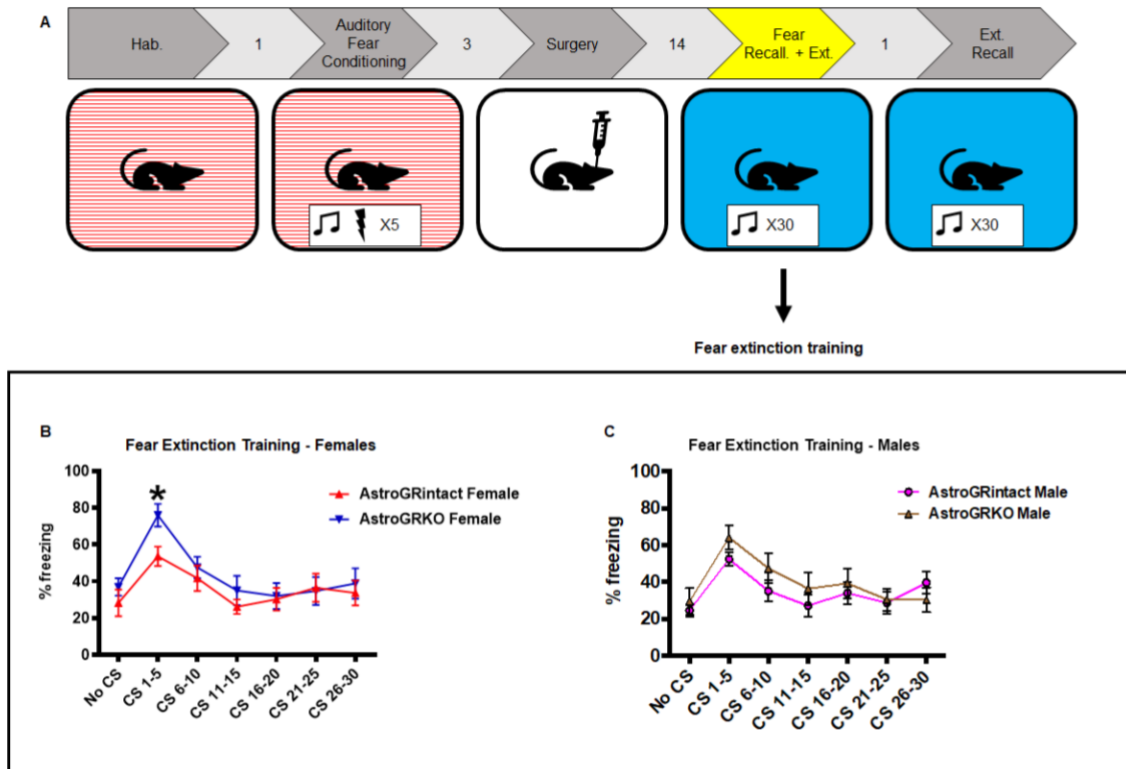 A
Hab.
1
Auditory
Fear
Conditioning
3
Surgery
14
Fear
Recall. + Ext.
1
Ext.
Recall
X5
X30
X30
Fear extinction training
B
Fear Extinction Training - Females
% freezing
100
80
60
40
20
0
*
AstroGRintact Female
AstroGRKO Female
No CS
CS 1-5
CS 6-10
CS 11-15
CS 16-20
CS 21-25
CS 26-30
C
Fear Extinction Training - Males
% freezing
100
80
60
40
20
0
AstroGRintact Male
AstroGRKO Male
No CS
CS 1-5
CS 6-10
CS 11-15
CS 16-20
CS 21-25
CS 26-30